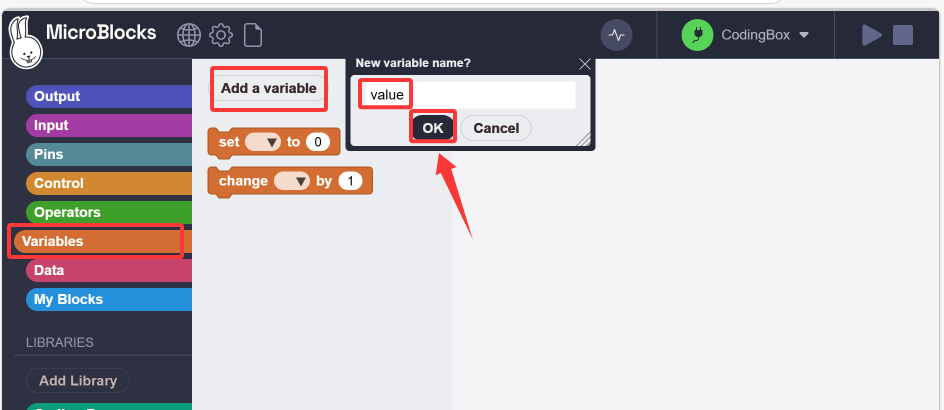 MicroBlocks
CodingBox
Output
Input
Pins
Control
Operators
Variables
Data
My Blocks
LIBRARIES
Add Library
Add a variable
set to 0
change by 1
New variable name?
value
OK Cancel